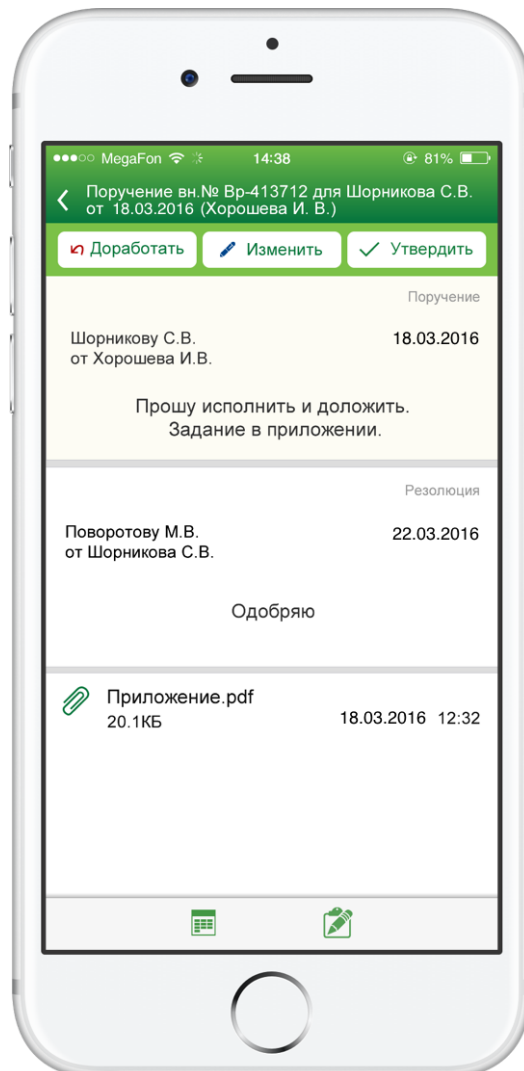 MegaFon 14:38 81%
Поручение вн.№ Вр-413712 для Шорникова С.В.
от 18.03.2016 (Хорошева И. В.)
Доработать Изменить Утвердить
Поручение
Шорникову С.В. 18.03.2016
от Хорошева И.В.
Прошу исполнить и доложить.
Задание в приложении.
Резолюция
Поворотову М.В. 22.03.2016
от Шорникова С.В.
Одобряю
Приложение.pdf
20.1КБ 18.03.2016 12:32